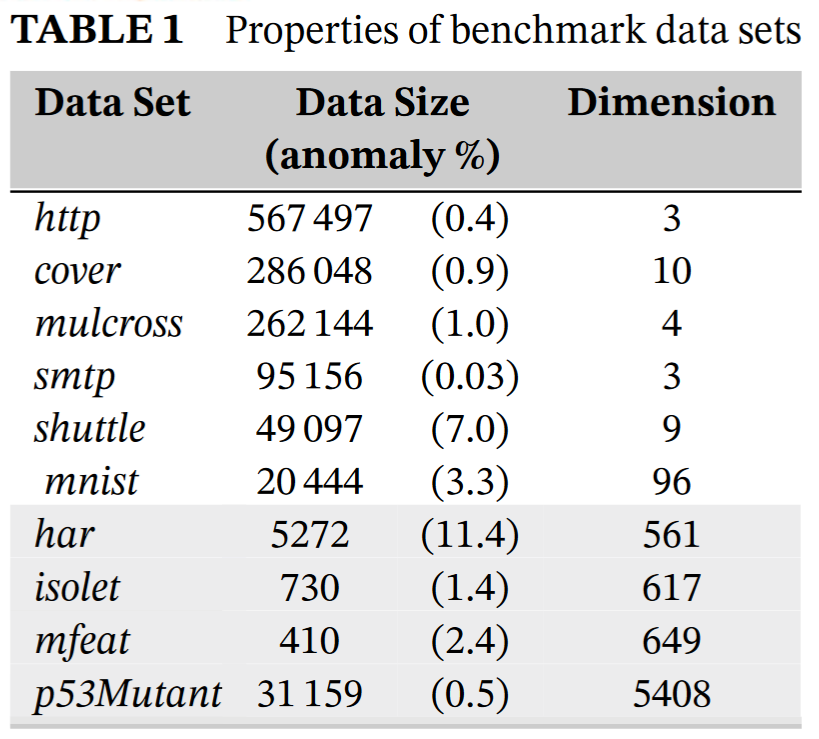 TABLE 1 Properties of benchmark data sets
Data Set Data Size Dimension
(anomaly %)
http 567 497 (0.4) 3
cover 286 048 (0.9) 10
mulcross 262 144 (1.0) 4
smtp 95 156 (0.03) 3
shuttle 49 097 (7.0) 9
mnist 20 444 (3.3) 96
har 5272 (11.4) 561
isolet 730 (1.4) 617
mfeat 410 (2.4) 649
p53Mutant 31 159 (0.5) 5408